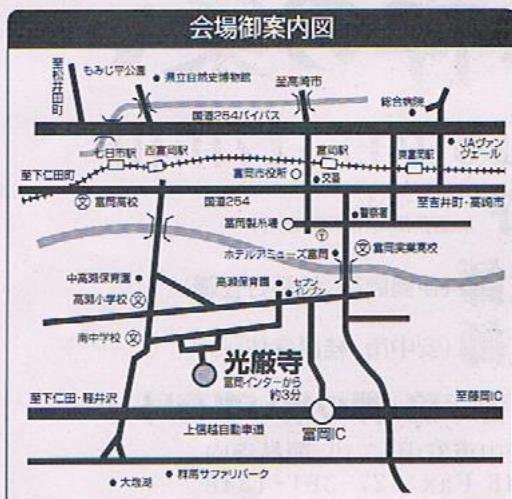 会場御案内図
至松井田町
もみじ平公園
県立自然史博物館
至高崎市
総合病院
国道254バイパス
JAヴァン
ヴェール
七日市駅
西富岡駅
富岡駅
東富岡駅
至下仁田町
富岡市役所
交番
文 富岡高校
国道254
警察署
至吉井町・高崎市
富岡製糸場
〒
ホテルアミューズ富岡
文 富岡実業高校
中高瀬保育園
高瀬保育園
セブン
イレブン
高瀬小学校 文
南中学校 文
光厳寺
富岡インターから
約3分
至下仁田・軽井沢
至藤岡IC
上信越自動車道
富岡IC
大塩湖
群馬サファリパーク